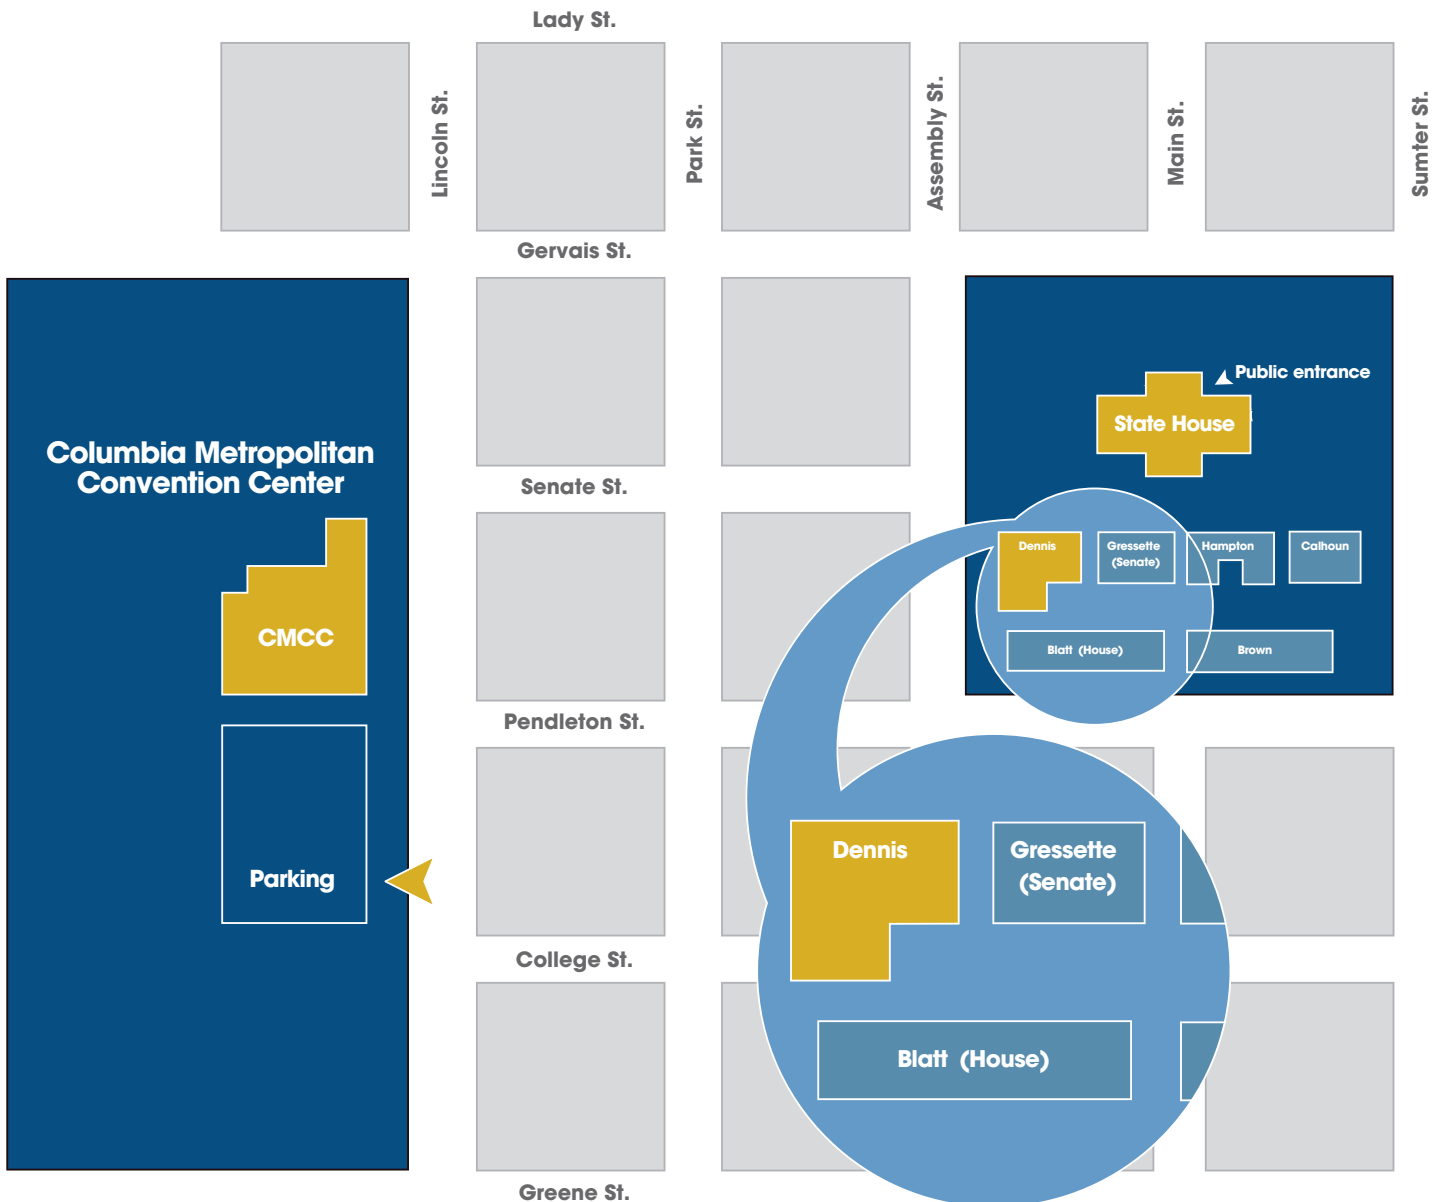 Lady St.
Lincoln St.
Park St.
Assembly St.
Main St.
Sumter St.
Gervais St.
Public entrance
State House
Columbia Metropolitan
Convention Center
Senate St.
Dennis
Gressette
(Senate)
Hampton
Calhoun
CMCC
Blatt (House)
Brown
Pendleton St.
Dennis
Gressette
(Senate)
Parking
College St.
Blatt (House)
Greene St.